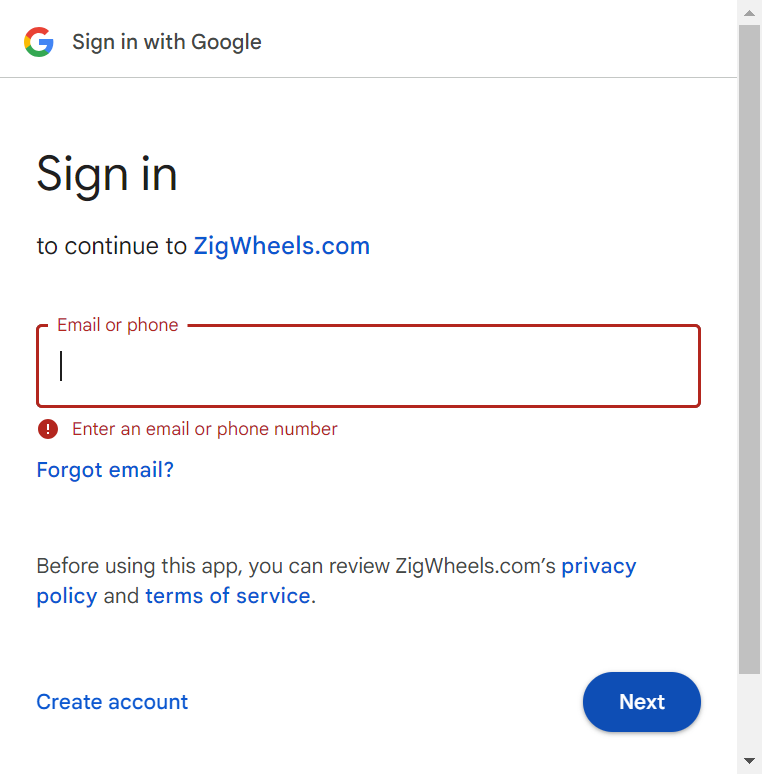 Sign in with Google
Sign in
to continue to ZigWheels.com
Email or phone
Enter an email or phone number
Forgot email?
Before using this app, you can review ZigWheels.com’s privacy
policy and terms of service.
Create account
Next